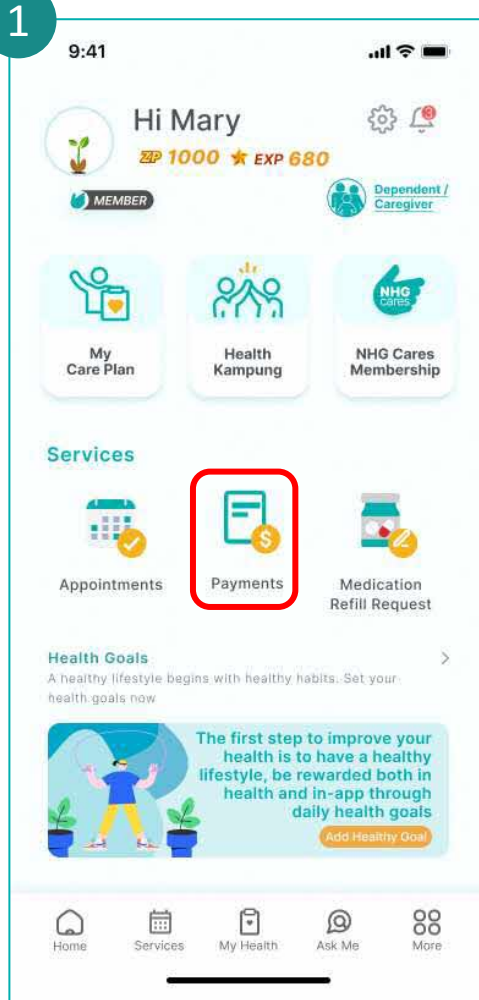 1
9:41
Hi Mary
3
ZP 1000 EXP 680
MEMBER
Dependent /
Caregiver
NHG
cares
My
Care Plan
Health
Kampung
NHG Cares
Membership
Services
$
Appointments
Payments
Medication
Refill Request
Health Goals
A healthy lifestyle begins with healthy habits. Set your
health goals now
The first step to improve your
health is to have a healthy
lifestyle, be rewarded both in
health and in-app through
daily health goals
Add Healthy Goal
Home
Services
My Health
Ask Me
More